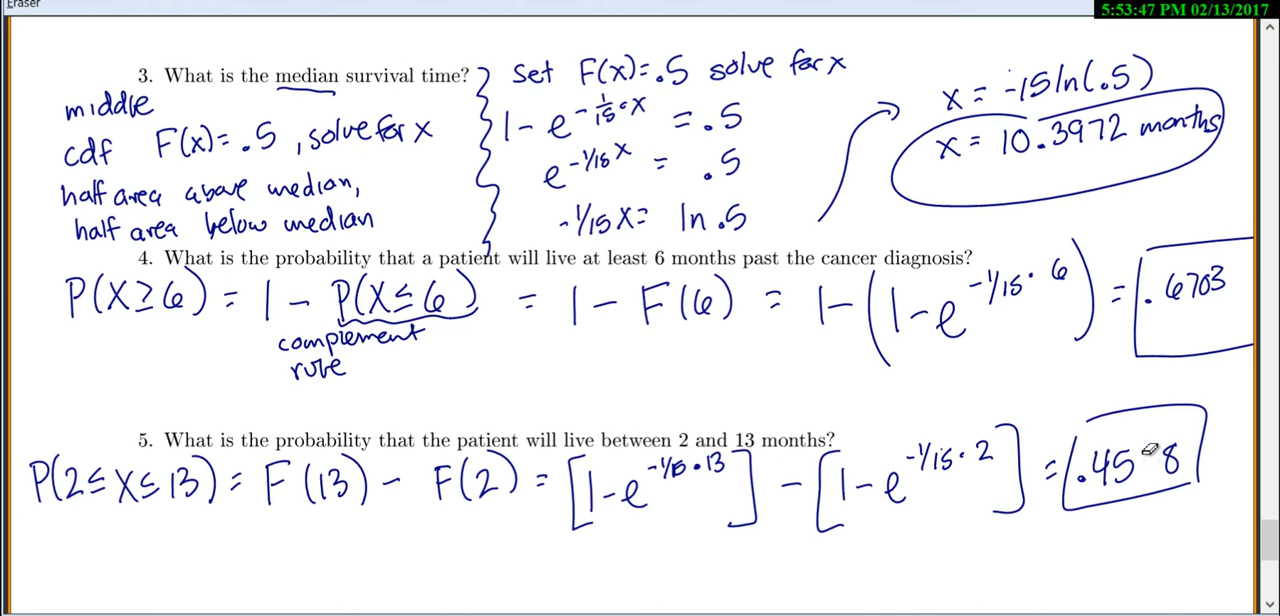 Eraser
5:53:47 PM 02/13/2017
3. What is the median survival time?
middle
cdf F(x)=.5, solve for x
half area above median,
half area below median
Set F(x)=.5 solve for x
1-e^{-1/15·x} = .5
e^{-1/15x} = .5
-1/15x= ln .5
x = -15ln(.5)
x = 10.3972 months
4. What is the probability that a patient will live at least 6 months past the cancer diagnosis?
P(X≥6) = 1 - P(X≤6) = 1 - F(6) = 1-(1-e^{-1/15·6}) = .6703
complement
rule
5. What is the probability that the patient will live between 2 and 13 months?
P(2≤X≤13) = F(13) - F(2) = [1-e^{-1/15·13}] - [1-e^{-1/15·2}] = .45 8